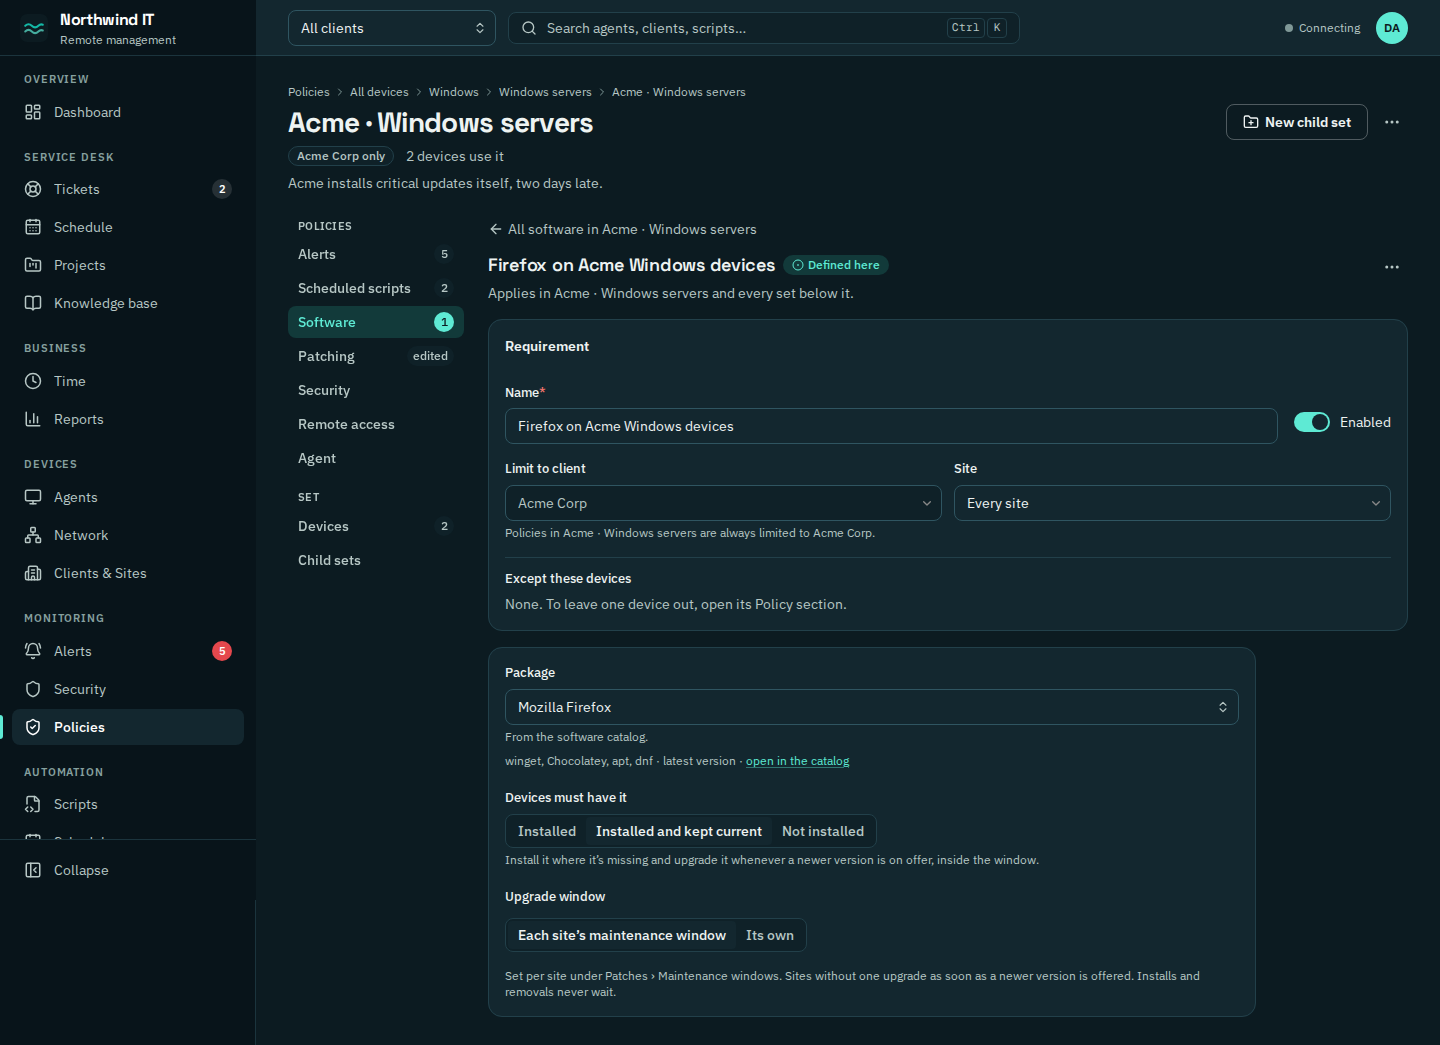 Northwind IT
Remote management
All clients
Search agents, clients, scripts...
Ctrl K
Connecting
DA
OVERVIEW
Dashboard
SERVICE DESK
Tickets 2
Schedule
Projects
Knowledge base
BUSINESS
Time
Reports
DEVICES
Agents
Network
Clients & Sites
MONITORING
Alerts 5
Security
Policies
AUTOMATION
Scripts
Collapse
Policies > All devices > Windows > Windows servers > Acme · Windows servers
Acme · Windows servers
New child set
Acme Corp only 2 devices use it
Acme installs critical updates itself, two days late.
POLICIES
Alerts 5
Scheduled scripts 2
Software 1
Patching edited
Security
Remote access
Agent
SET
Devices 2
Child sets
All software in Acme · Windows servers
Firefox on Acme Windows devices Defined here
Applies in Acme · Windows servers and every set below it.
Requirement
Name*
Firefox on Acme Windows devices
Enabled
Limit to client Site
Acme Corp Every site
Policies in Acme · Windows servers are always limited to Acme Corp.
Except these devices
None. To leave one device out, open its Policy section.
Package
Mozilla Firefox
From the software catalog.
winget, Chocolatey, apt, dnf · latest version · open in the catalog
Devices must have it
Installed Installed and kept current Not installed
Install it where it's missing and upgrade it whenever a newer version is on offer, inside the window.
Upgrade window
Each site's maintenance window Its own
Set per site under Patches › Maintenance windows. Sites without one upgrade as soon as a newer version is offered. Installs and
removals never wait.